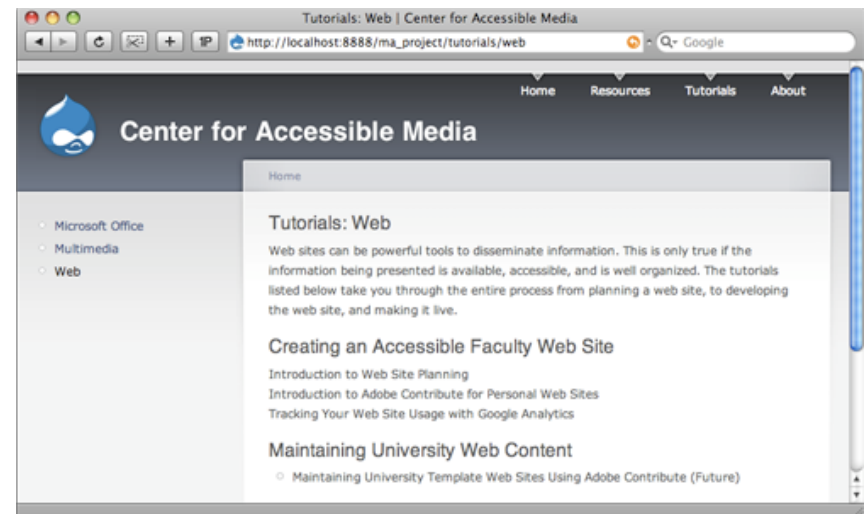 Tutorials: Web | Center for Accessible Media
1P
http://localhost:8888/ma_project/tutorials/web
Google
Home Resources Tutorials About
Center for Accessible Media
Home
Microsoft Office
Multimedia
Web
Tutorials: Web
Web sites can be powerful tools to disseminate information. This is only true if the
information being presented is available, accessible, and is well organized. The tutorials
listed below take you through the entire process from planning a web site, to developing
the web site, and making it live.
Creating an Accessible Faculty Web Site
Introduction to Web Site Planning
Introduction to Adobe Contribute for Personal Web Sites
Tracking Your Web Site Usage with Google Analytics
Maintaining University Web Content
Maintaining University Template Web Sites Using Adobe Contribute (Future)